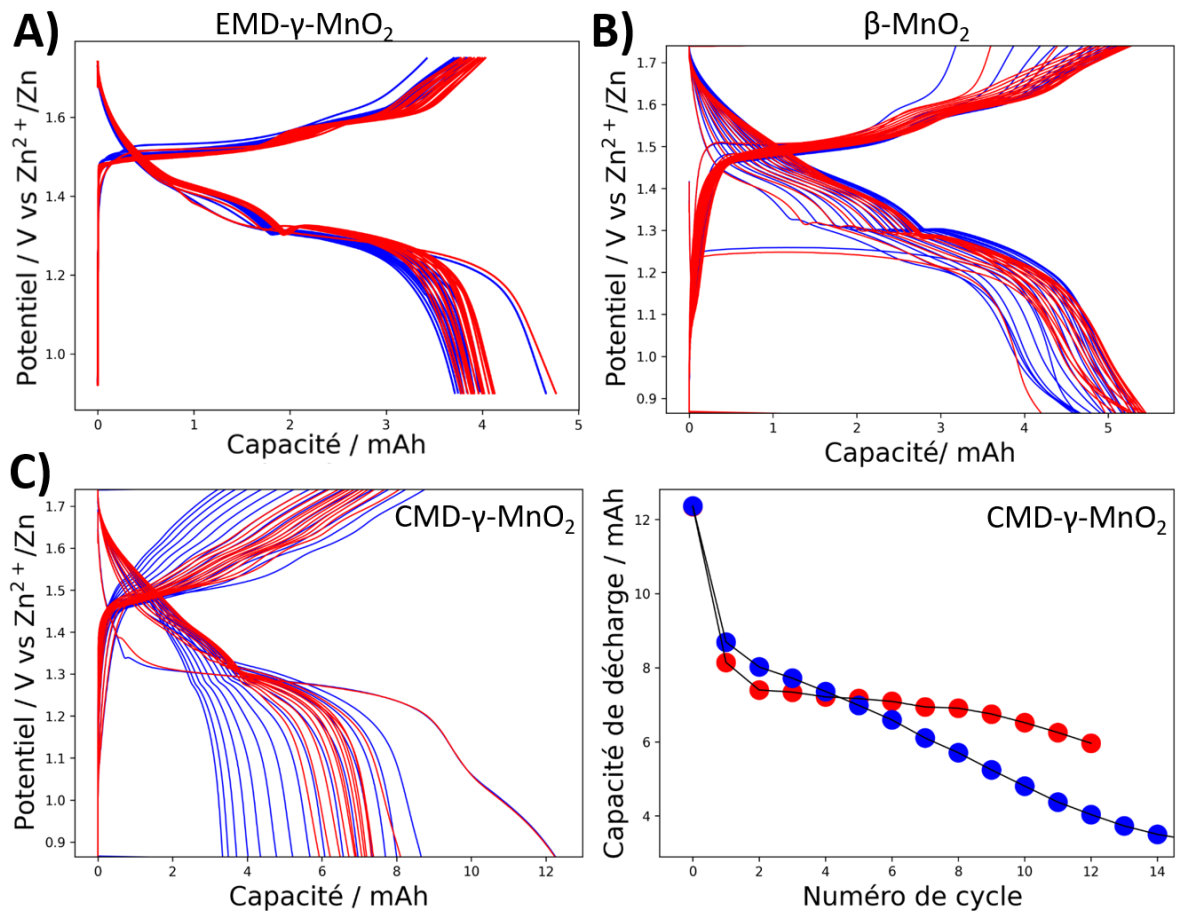 A)
EMD-γ-MnO₂
Potentiel / V vs Zn²⁺/Zn
1.6
1.4
1.2
1.0
0 1 2 3 4 5
Capacité / mAh
B)
β-MnO₂
Potentiel / V vs Zn²⁺/Zn
1.7
1.6
1.5
1.4
1.3
1.2
1.1
1.0
0.9
0 1 2 3 4 5
Capacité/ mAh
C)
CMD-γ-MnO₂
Potentiel / V vs Zn²⁺/Zn
1.7
1.6
1.5
1.4
1.3
1.2
1.1
1.0
0.9
0 2 4 6 8 10 12
Capacité / mAh
CMD-γ-MnO₂
Capacité de décharge / mAh
12
10
8
6
4
0 2 4 6 8 10 12 14
Numéro de cycle